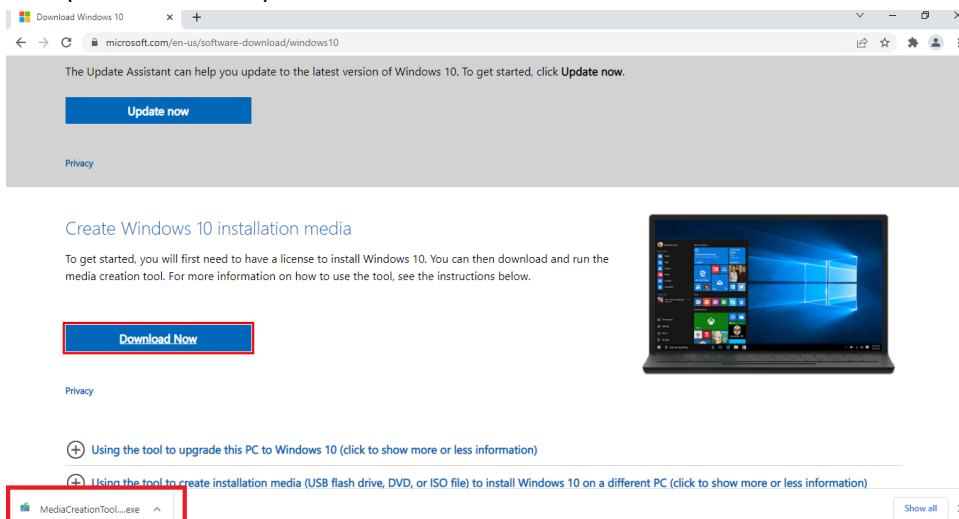 Download Windows 10
microsoft.com/en-us/software-download/windows10
The Update Assistant can help you update to the latest version of Windows 10. To get started, click Update now.
Update now
Privacy
Create Windows 10 installation media
To get started, you will first need to have a license to install Windows 10. You can then download and run the
media creation tool. For more information on how to use the tool, see the instructions below.
Download Now
Privacy
Using the tool to upgrade this PC to Windows 10 (click to show more or less information)
Using the tool to create installation media (USB flash drive, DVD, or ISO file) to install Windows 10 on a different PC (click to show more or less information)
MediaCreationTool....exe
Show all